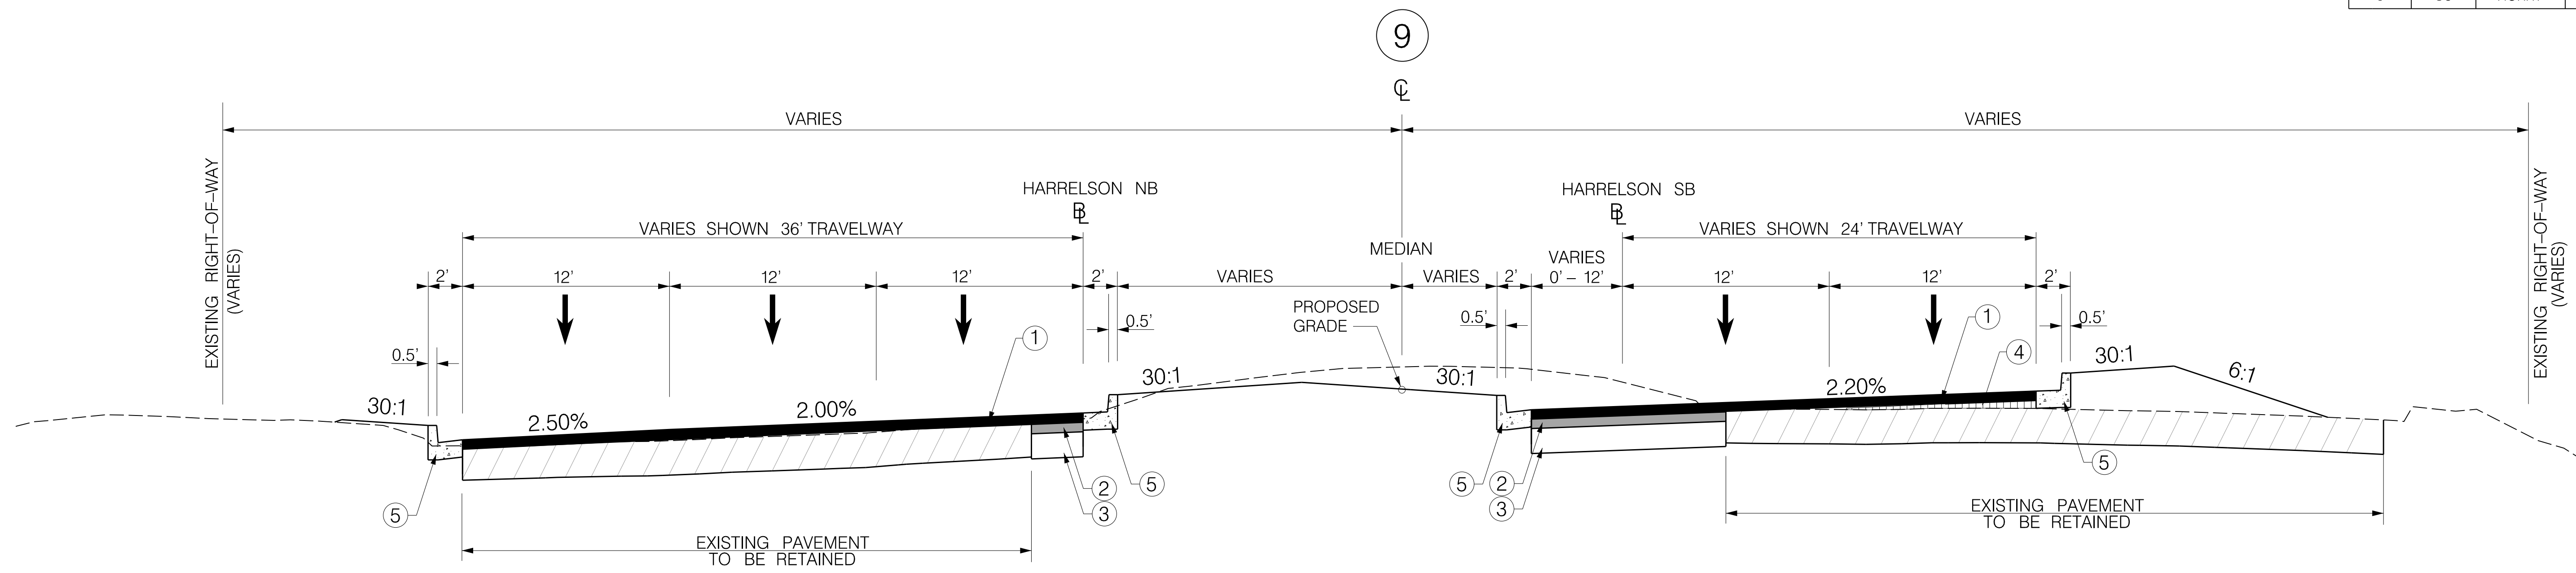 9
CL
VARIES
VARIES
EXISTING RIGHT-OF-WAY
(VARIES)
EXISTING RIGHT-OF-WAY
(VARIES)
HARRELSON NB
BL
HARRELSON SB
BL
VARIES SHOWN 36' TRAVELWAY
VARIES SHOWN 24' TRAVELWAY
MEDIAN
2'
12'
12'
12'
2'
VARIES
VARIES
2'
VARIES
0' - 12'
12'
12'
2'
0.5'
0.5'
PROPOSED
GRADE
0.5'
0.5'
1
1
4
30:1
2.50%
2.00%
30:1
30:1
2.20%
30:1
6:1
5
2
3
5
5
2
3
5
EXISTING PAVEMENT
TO BE RETAINED
EXISTING PAVEMENT
TO BE RETAINED